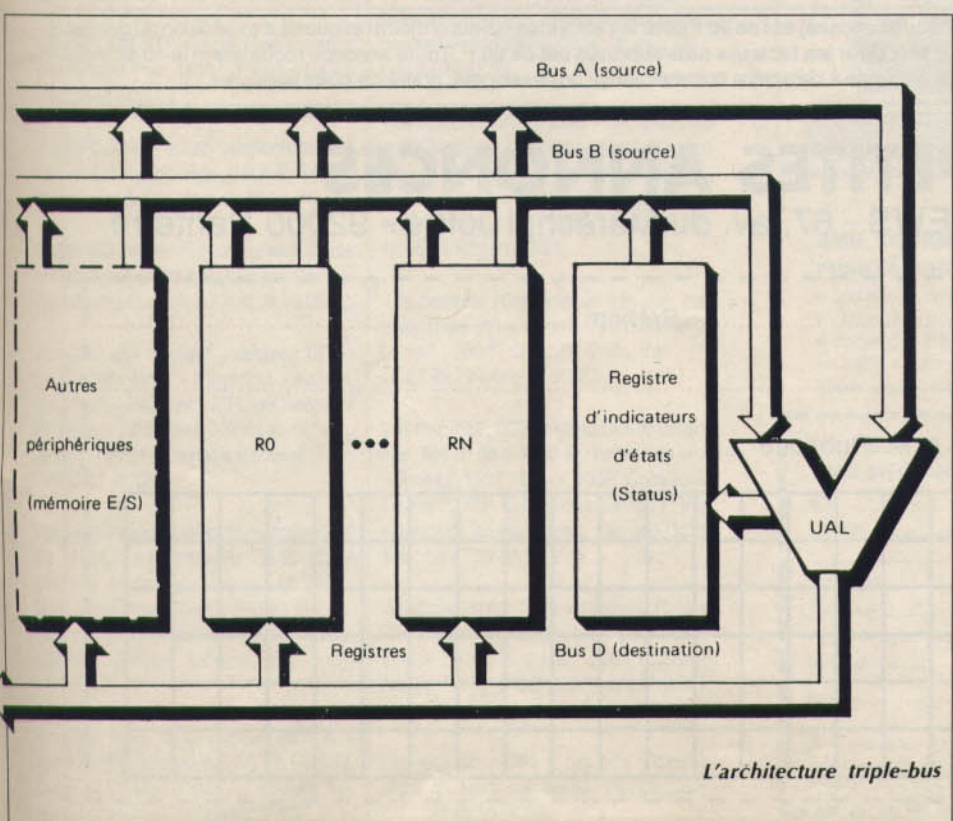 Bus A (source)
Bus B (source)
Autres
périphériques
(mémoire E/S)
R0
RN
Registre
d'indicateurs
d'états
(Status)
UAL
Registres
Bus D (destination)
L'architecture triple-bus